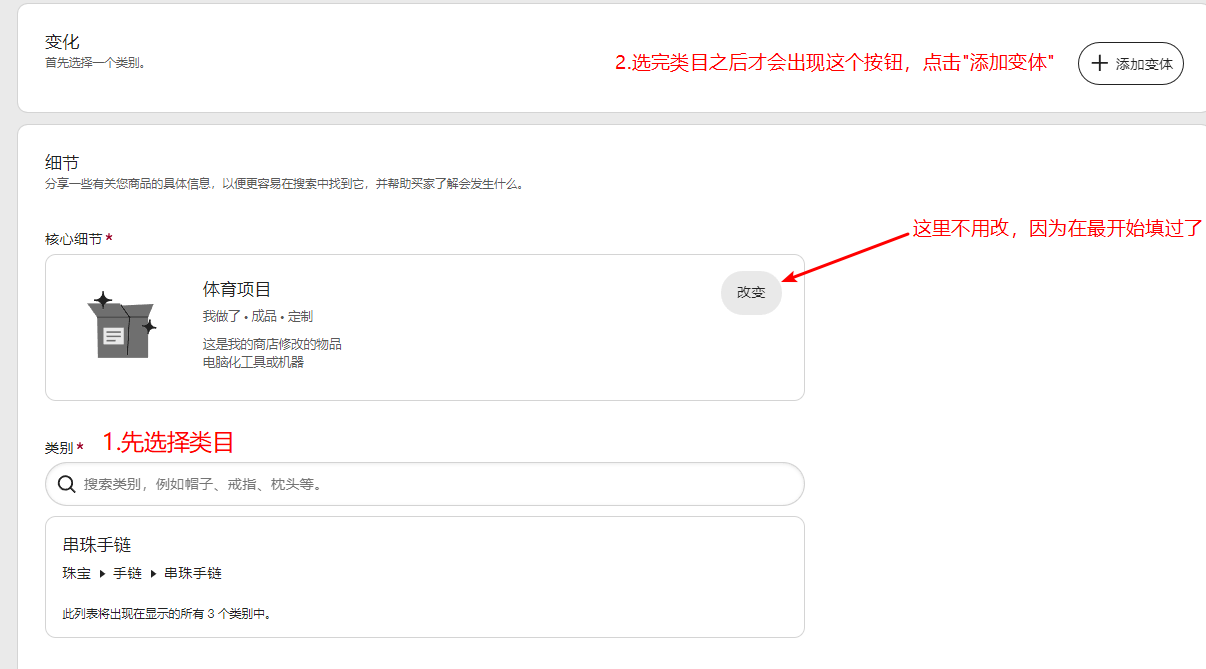 变化
首先选择一个类别。
2.选完类目之后才会出现这个按钮，点击"添加变体"
添加变体
细节
分享一些有关您商品的具体信息，以便更容易在搜索中找到它，并帮助买家了解会发生什么。
这里不用改，因为在最开始填过了
核心细节 *
体育项目
改变
我做了 • 成品 • 定制
这是我的商店修改的物品
电脑化工具或机器
类别 *
1.先选择类目
搜索类别，例如帽子、戒指、枕头等。
串珠手链
珠宝 ▸ 手链 ▸ 串珠手链
此列表将出现在显示的所有 3 个类别中。